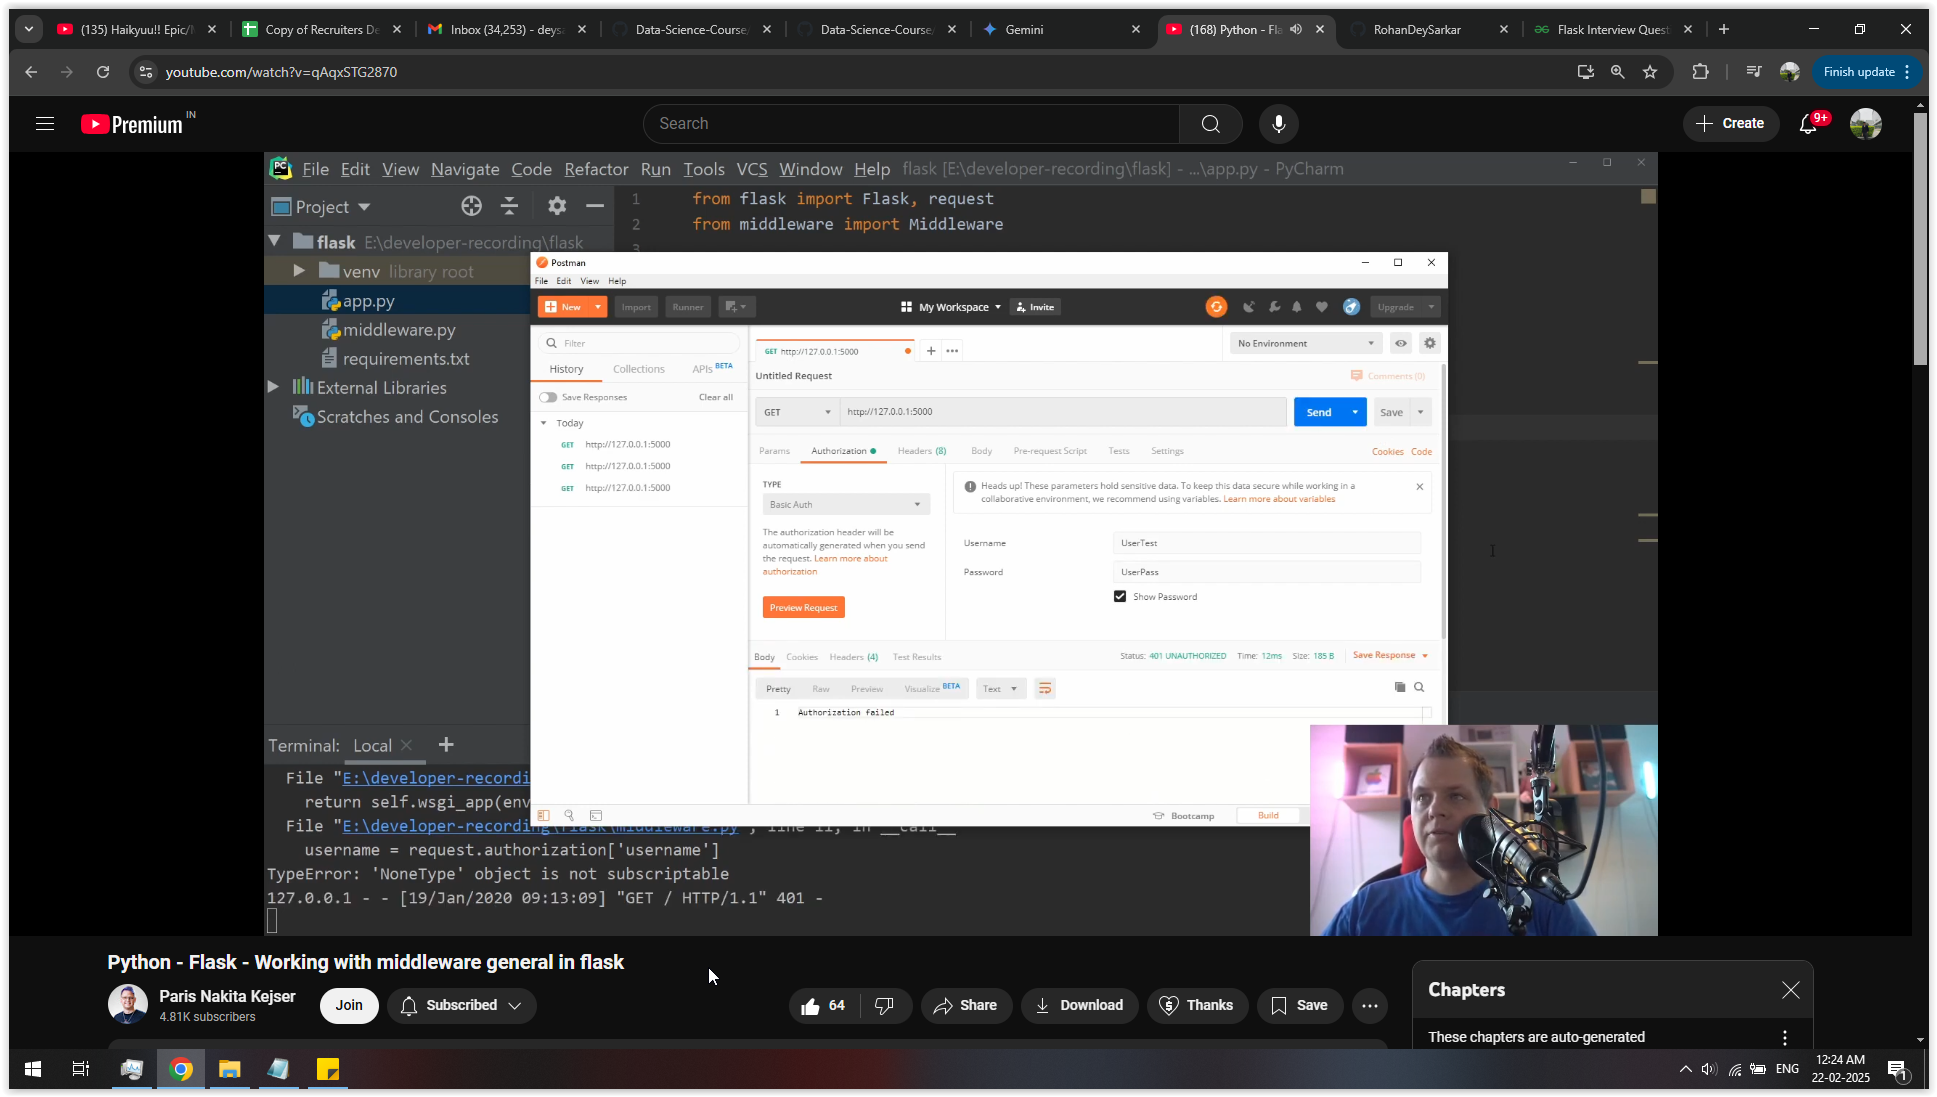 (135) Haikyuu!! Epic/
Copy of Recruiters De
Inbox (34,253) - deysa
Data-Science-Course/
Data-Science-Course/
Gemini
(168) Python - Fla
RohanDeySarkar
Flask Interview Quest
youtube.com/watch?v=qAqxSTG2870
Finish update
Premium IN
Search
Create
9+
PC
File Edit View Navigate Code Refactor Run Tools VCS Window Help flask [E:\developer-recording\flask] - ...\app.py - PyCharm
Project
flask E:\developer-recording\flask
venv library root
app.py
middleware.py
requirements.txt
External Libraries
Scratches and Consoles
1 from flask import Flask, request
2 from middleware import Middleware
3
Postman
File Edit View Help
New Import Runner
My Workspace Invite
Upgrade
Filter
History Collections APIs BETA
Save Responses Clear all
Today
GET http://127.0.0.1:5000
GET http://127.0.0.1:5000
GET http://127.0.0.1:5000
GET http://127.0.0.1:5000
No Environment
Untitled Request
Comments (0)
GET http://127.0.0.1:5000 Send Save
Params Authorization Headers (8) Body Pre-request Script Tests Settings Cookies Code
TYPE
Basic Auth
The authorization header will be
automatically generated when you send
the request. Learn more about
authorization
Preview Request
Heads up! These parameters hold sensitive data. To keep this data secure while working in a
collaborative environment, we recommend using variables. Learn more about variables
Username UserTest
Password UserPass
Show Password
Body Cookies Headers (4) Test Results Status: 401 UNAUTHORIZED Time: 12ms Size: 185 B Save Response
Pretty Raw Preview Visualize BETA Text
1 Authorization failed
Bootcamp Build
Terminal: Local
File "E:\developer-recordi
return self.wsgi_app(env
File "E:\developer-recording\flask\middleware.py", line 11, in __call__
username = request.authorization['username']
TypeError: 'NoneType' object is not subscriptable
127.0.0.1 - - [19/Jan/2020 09:13:09] "GET / HTTP/1.1" 401 -
Python - Flask - Working with middleware general in flask
Paris Nakita Kejser
4.81K subscribers
Join
Subscribed
64
Share
Download
Thanks
Save
Chapters
These chapters are auto-generated
ENG
12:24 AM
22-02-2025
1